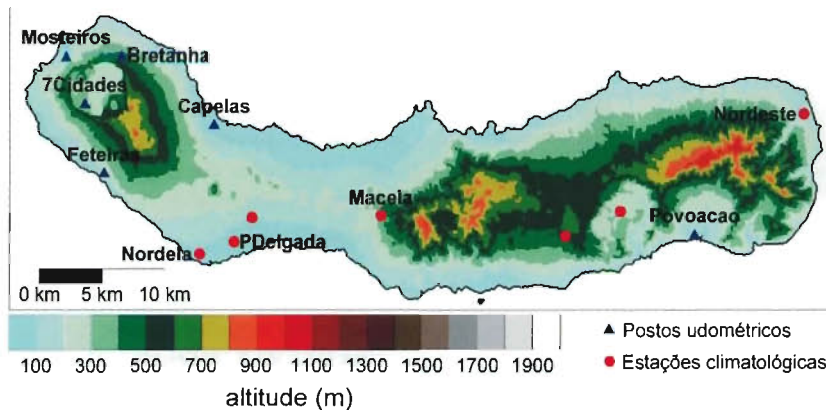 Mosteiros
Bretanha
7Cidades
Capelas
Feteiras
Nordeste
Macela
Povoacao
PDelgada
Nordela
0 km 5 km 10 km
100 300 500 700 900 1100 1300 1500 1700 1900
altitude (m)
Postos udométricos
Estações climatológicas